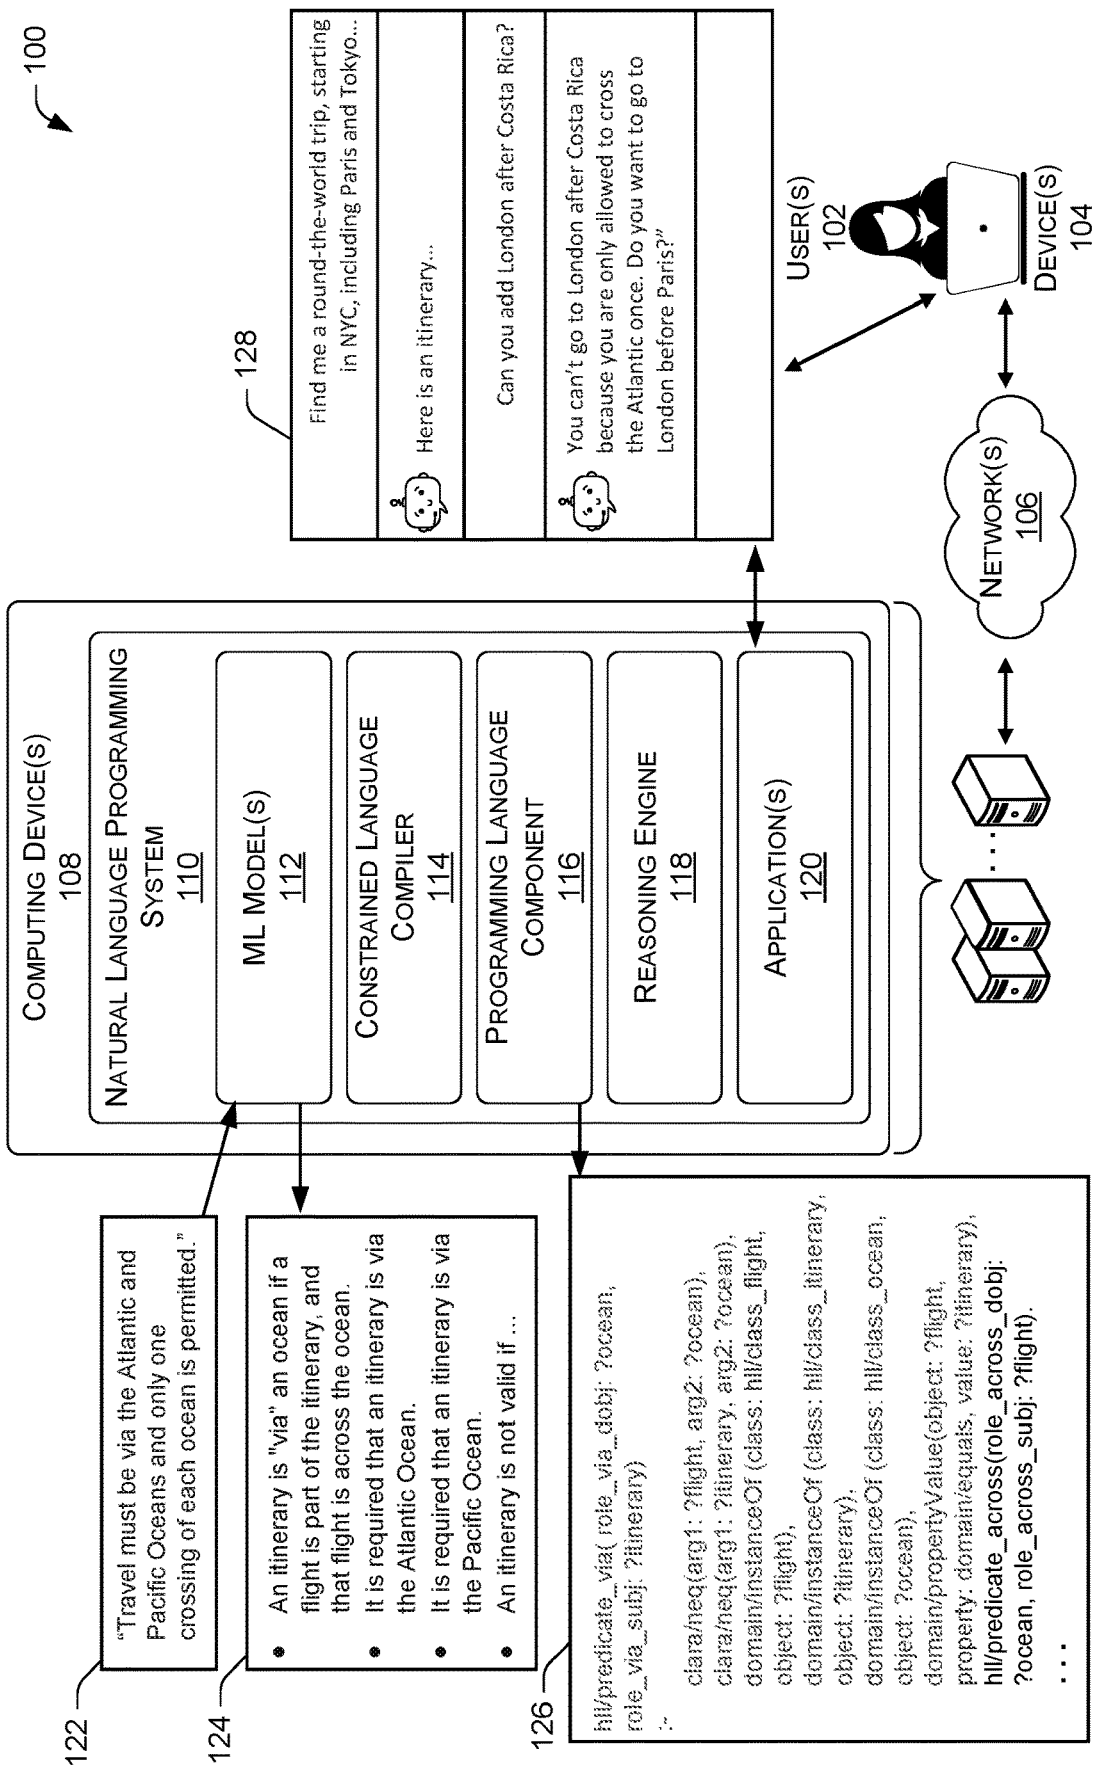 100
122
“Travel must be via the Atlantic and
Pacific Oceans and only one
crossing of each ocean is permitted.”
124
• An itinerary is "via" an ocean if a
flight is part of the itinerary, and
that flight is across the ocean.
• It is required that an itinerary is via
the Atlantic Ocean.
• It is required that an itinerary is via
the Pacific Ocean.
• An itinerary is not valid if ...
126
hll/predicate_via( role_via_dobj: ?ocean,
role_via_subj: ?itinerary)
:-
clara/neq(arg1: ?flight, arg2: ?ocean),
clara/neq(arg1: ?itinerary, arg2: ?ocean),
domain/instanceOf (class: hll/class_flight,
object: ?flight),
domain/instanceOf (class: hll/class_itinerary,
object: ?itinerary),
domain/instanceOf (class: hll/class_ocean,
object: ?ocean),
domain/propertyValue(object: ?flight,
property: domain/equals, value: ?itinerary),
hll/predicate_across(role_across_dobj:
?ocean, role_across_subj: ?flight).
...
COMPUTING DEVICE(S)
108
NATURAL LANGUAGE PROGRAMMING
SYSTEM
110
ML MODEL(S)
112
CONSTRAINED LANGUAGE
COMPILER
114
PROGRAMMING LANGUAGE
COMPONENT
116
REASONING ENGINE
118
APPLICATION(S)
120
...
128
Find me a round-the-world trip, starting
in NYC, including Paris and Tokyo...
Here is an itinerary...
Can you add London after Costa Rica?
You can’t go to London after Costa Rica
because you are only allowed to cross
the Atlantic once. Do you want to go to
London before Paris?”
NETWORK(S)
106
USER(S)
102
DEVICE(S)
104